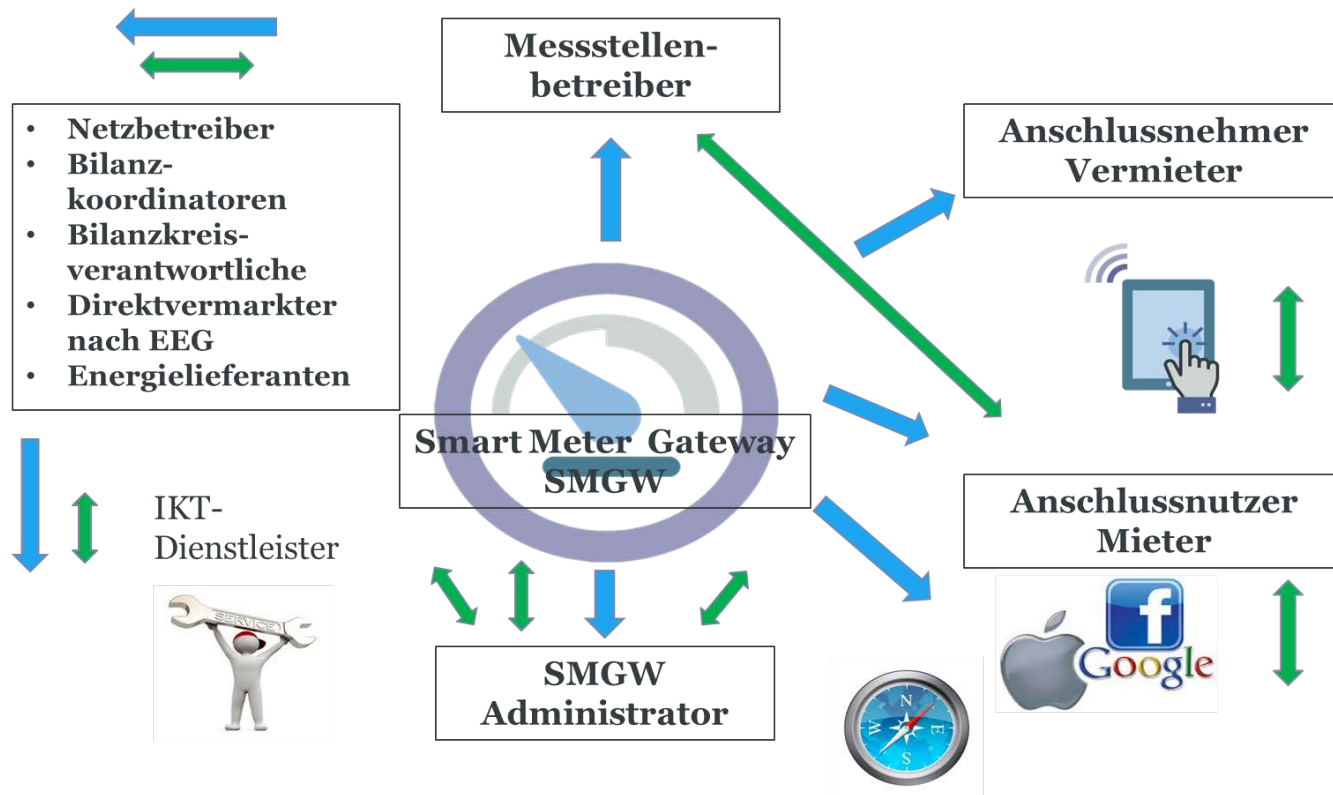 Messstellen-
betreiber
• Netzbetreiber
• Bilanz-
koordinatoren
• Bilanzkreis-
verantwortliche
• Direktvermarkter
nach EEG
• Energielieferanten
Anschlussnehmer
Vermieter
Smart Meter Gateway
SMGW
IKT-
Dienstleister
SERVICE
Anschlussnutzer
Mieter
f
Google
SMGW
Administrator
N
W
E
S